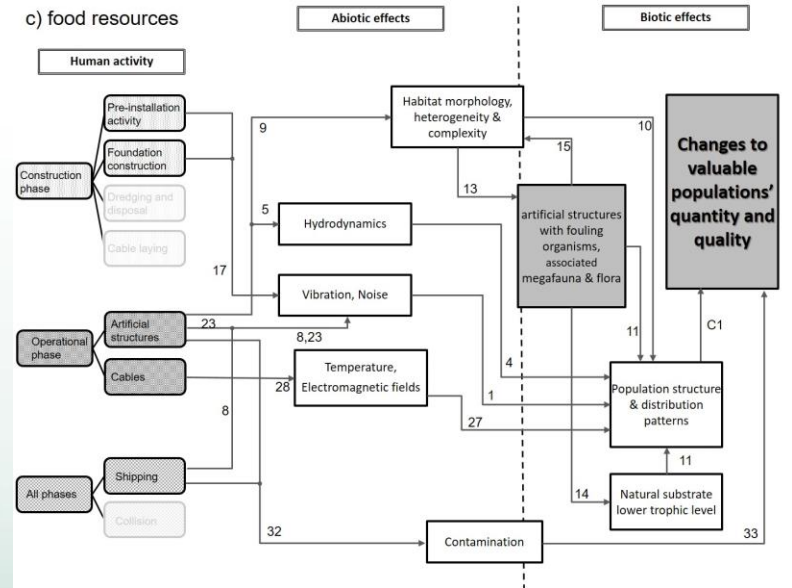 c) food resources
Abiotic effects
Biotic effects
Human activity
Pre-installation
activity
Foundation
construction
Construction
phase
Dredging and
disposal
Cable laying
Habitat morphology,
heterogeneity &
complexity
Changes to
valuable
populations'
quantity and
quality
9
10
15
13
artificial structures
with fouling
organisms,
associated
megafauna & flora
5
Hydrodynamics
17
Vibration, Noise
Artificial
structures
23
8,23
Operational
phase
Cables
28
Temperature,
Electromagnetic fields
4
1
27
11
C1
Population structure
& distribution
patterns
8
11
14
Natural substrate
lower trophic level
All phases
Shipping
Collision
32
Contamination
33